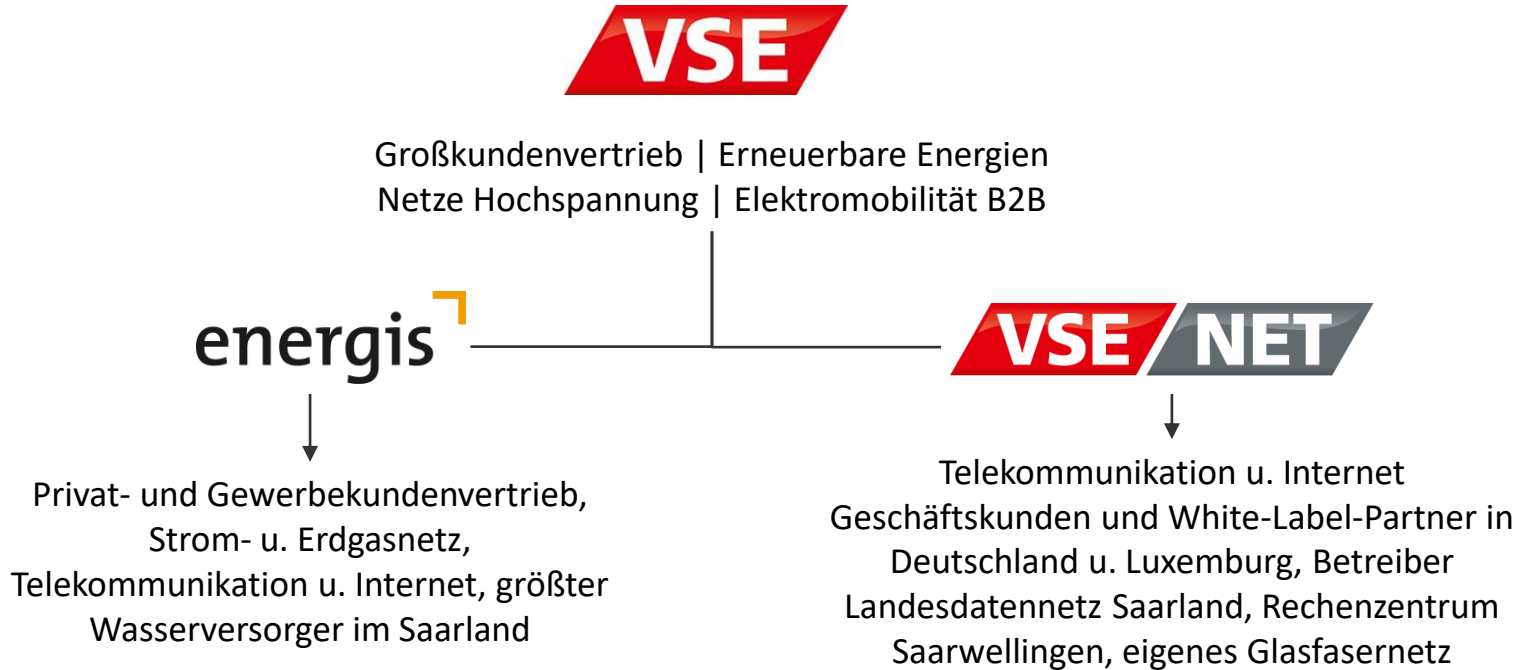 VSE
Großkundenvertrieb | Erneuerbare Energien
Netze Hochspannung | Elektromobilität B2B
energis
Privat- und Gewerbekundenvertrieb,
Strom- u. Erdgasnetz,
Telekommunikation u. Internet, größter
Wasserversorger im Saarland
VSE NET
Telekommunikation u. Internet
Geschäftskunden und White-Label-Partner in
Deutschland u. Luxemburg, Betreiber
Landesdatennetz Saarland, Rechenzentrum
Saarwellingen, eigenes Glasfasernetz